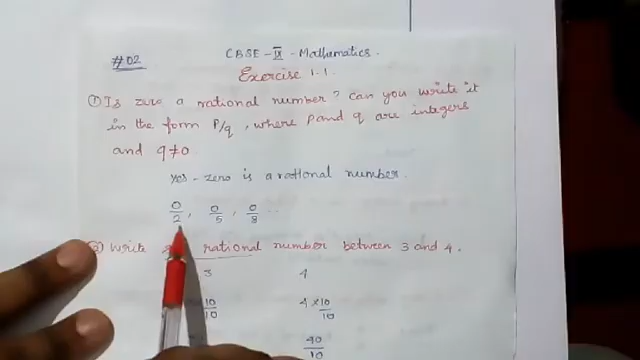 #02
CBSE - IX - Mathematics.
Exercise 1.1.
① Is zero a rational number? Can you write it
in the form P/q, where p and q are integers
and q≠0
yes - zero is a rational number.
0/2, 0/5, 0/8 ..
② Write rational number between 3 and 4.
3 4
10/10 4×10/10
40/10